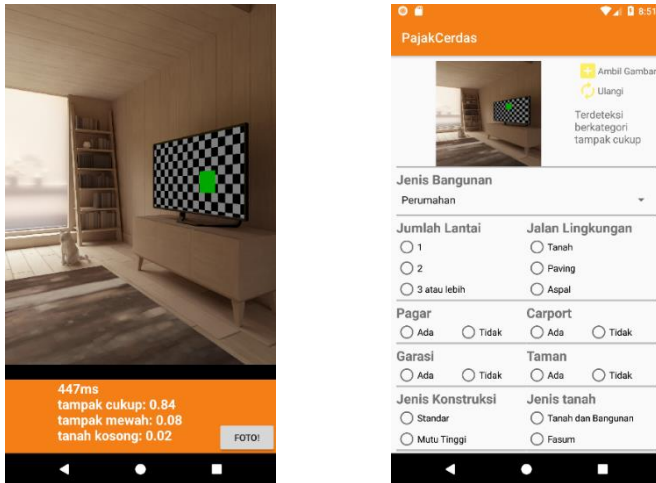 447ms
tampak cukup: 0.84
tampak mewah: 0.08
tanah kosong: 0.02
FOTO!
8:51
PajakCerdas
Ambil Gambar
Ulangi
Terdeteksi
berkategori
tampak cukup
Jenis Bangunan
Perumahan
Jumlah Lantai Jalan Lingkungan
1 Tanah
2 Paving
3 atau lebih Aspal
Pagar Carport
Ada Tidak Ada Tidak
Garasi Taman
Ada Tidak Ada Tidak
Jenis Konstruksi Jenis tanah
Standar Tanah dan Bangunan
Mutu Tinggi Fasum